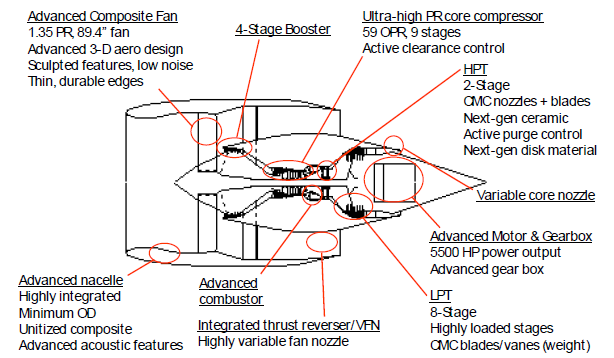 Advanced Composite Fan
1.35 PR, 89.4” fan
Advanced 3-D aero design
Sculpted features, low noise
Thin, durable edges
4-Stage Booster
Ultra-high PR core compressor
59 OPR, 9 stages
Active clearance control
HPT
2-Stage
CMC nozzles + blades
Next-gen ceramic
Active purge control
Next-gen disk material
Variable core nozzle
Advanced Motor & Gearbox
5500 HP power output
Advanced gear box
LPT
8-Stage
Highly loaded stages
CMC blades/vanes (weight)
Advanced combustor
Integrated thrust reverser/VFN
Highly variable fan nozzle
Advanced nacelle
Highly integrated
Minimum OD
Unitized composite
Advanced acoustic features